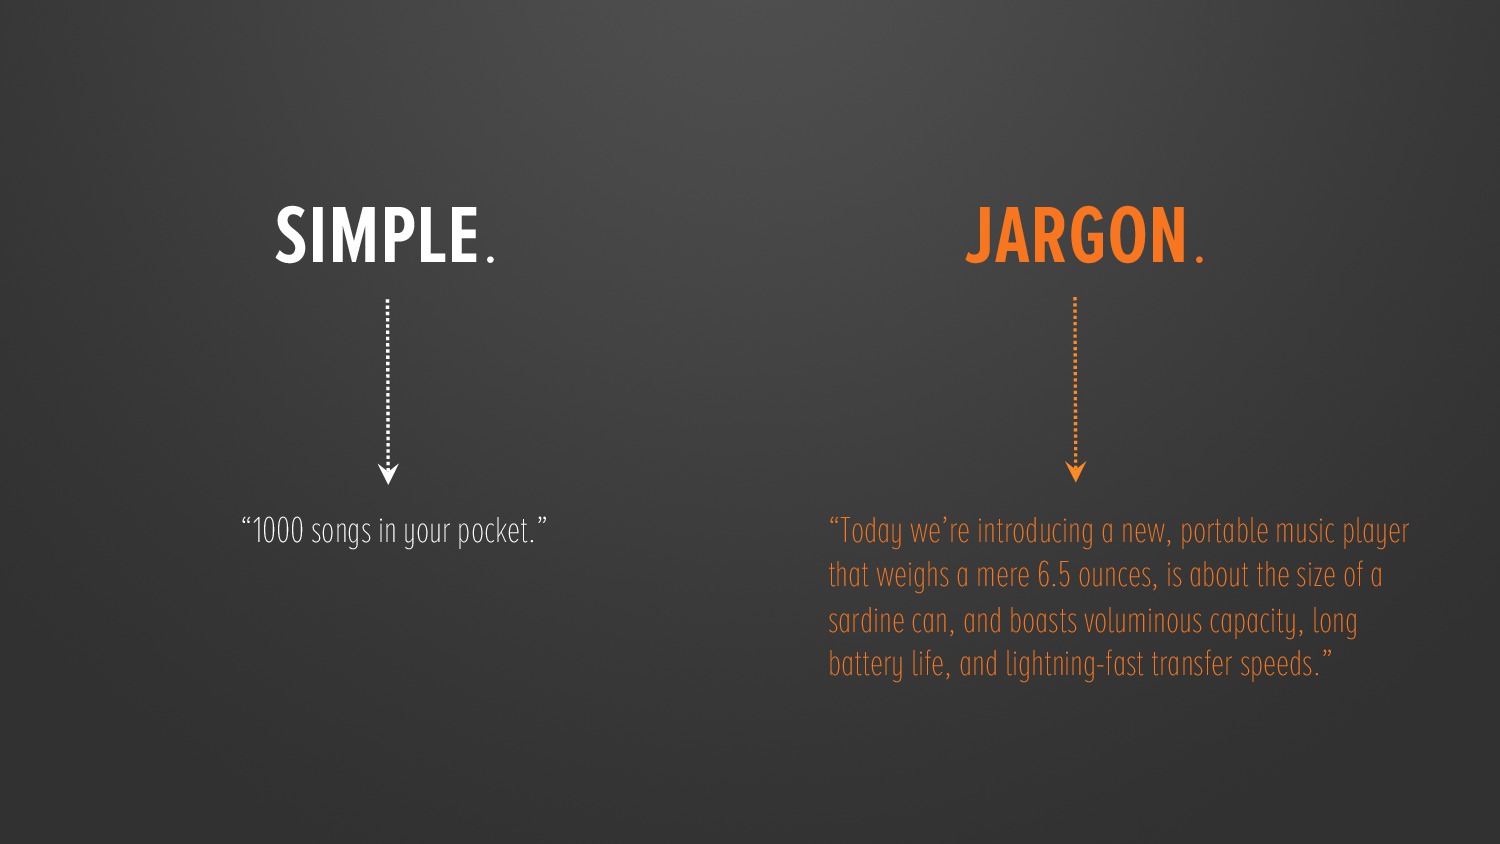 SIMPLE.
“1000 songs in your pocket.”
JARGON.
“Today we’re introducing a new, portable music player
that weighs a mere 6.5 ounces, is about the size of a
sardine can, and boasts voluminous capacity, long
battery life, and lightning-fast transfer speeds.”